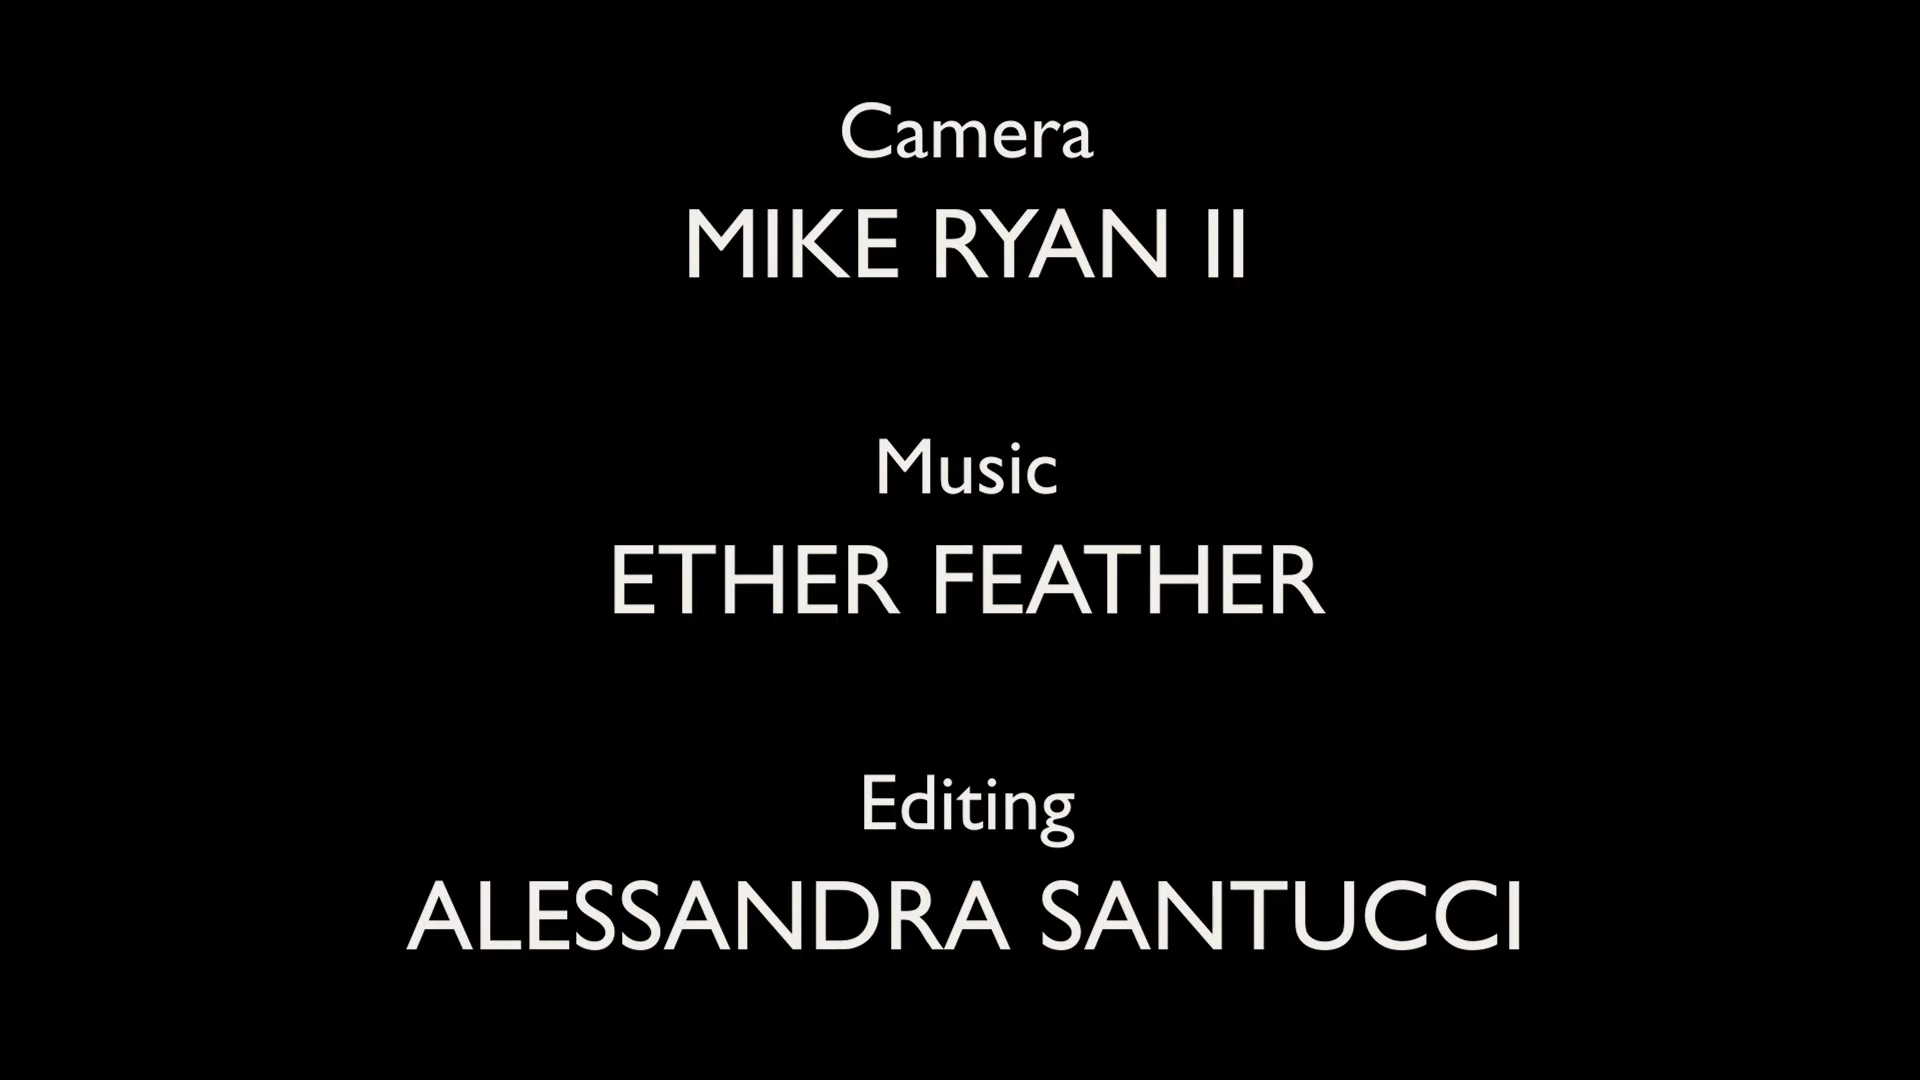 Camera
MIKE RYAN II
Music
ETHER FEATHER
Editing
ALESSANDRA SANTUCCI